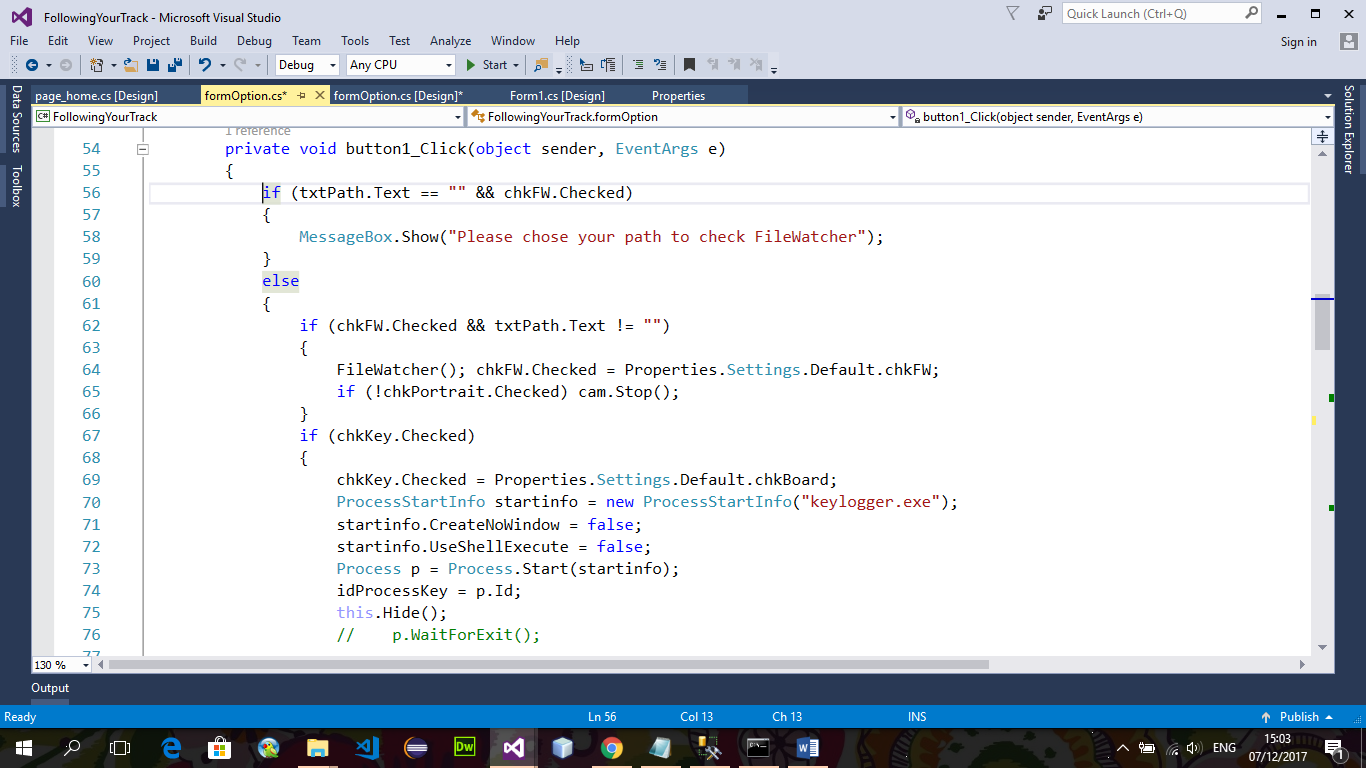 FollowingYourTrack - Microsoft Visual Studio
Quick Launch (Ctrl+Q)
File Edit View Project Build Debug Team Tools Test Analyze Window Help
Sign in
Debug Any CPU Start
page_home.cs [Design] formOption.cs* formOption.cs [Design]* Form1.cs [Design] Properties
C# FollowingYourTrack FollowingYourTrack.formOption button1_Click(object sender, EventArgs e)
Data Sources
Toolbox
Solution Explorer
1 reference
54 private void button1_Click(object sender, EventArgs e)
55 {
56 if (txtPath.Text == "" && chkFW.Checked)
57 {
58 MessageBox.Show("Please chose your path to check FileWatcher");
59 }
60 else
61 {
62 if (chkFW.Checked && txtPath.Text != "")
63 {
64 FileWatcher(); chkFW.Checked = Properties.Settings.Default.chkFW;
65 if (!chkPortrait.Checked) cam.Stop();
66 }
67 if (chkKey.Checked)
68 {
69 chkKey.Checked = Properties.Settings.Default.chkBoard;
70 ProcessStartInfo startinfo = new ProcessStartInfo("keylogger.exe");
71 startinfo.CreateNoWindow = false;
72 startinfo.UseShellExecute = false;
73 Process p = Process.Start(startinfo);
74 idProcessKey = p.Id;
75 this.Hide();
76 // p.WaitForExit();
77
130 %
Output
Ready Ln 56 Col 13 Ch 13 INS Publish
Dw
ENG
15:03
07/12/2017
1